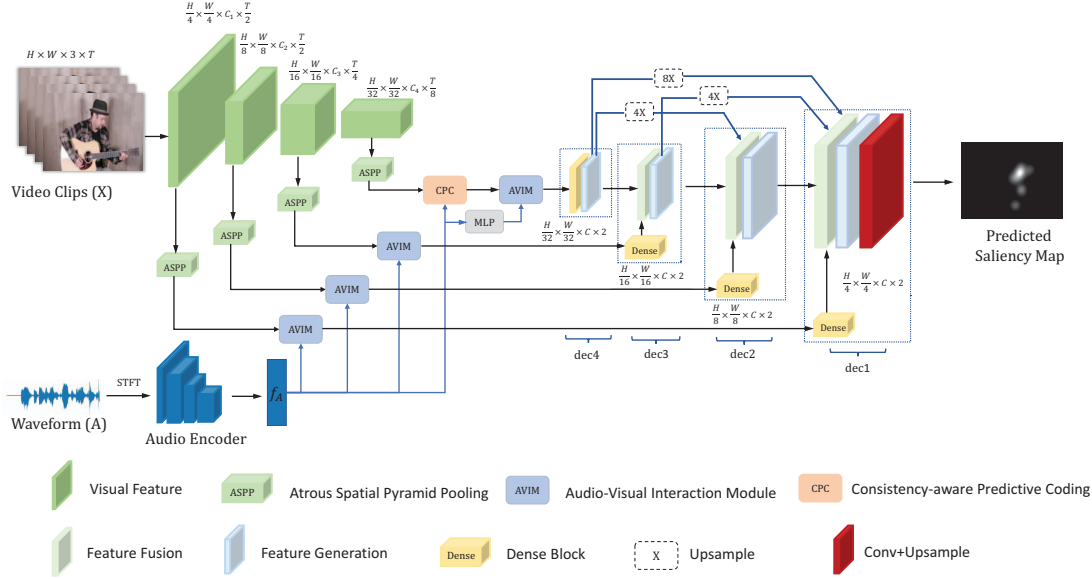 H/4 × W/4 × C₁ × T/2
H/8 × W/8 × C₂ × T/2
H × W × 3 × T
H/16 × W/16 × C₃ × T/4
H/32 × W/32 × C₄ × T/8
8X
4X
4X
ASPP
ASPP
ASPP
ASPP
CPC
AVIM
MLP
Video Clips (X)
H/32 × W/32 × C × 2
Dense
AVIM
H/16 × W/16 × C × 2
Dense
AVIM
H/8 × W/8 × C × 2
H/4 × W/4 × C × 2
Dense
AVIM
Predicted
Saliency Map
dec4
dec3
dec2
dec1
STFT
f_A
Waveform (A)
Audio Encoder
Visual Feature
ASPP
Atrous Spatial Pyramid Pooling
AVIM
Audio-Visual Interaction Module
CPC
Consistency-aware Predictive Coding
Feature Fusion
Feature Generation
Dense
Dense Block
X
Upsample
Conv+Upsample